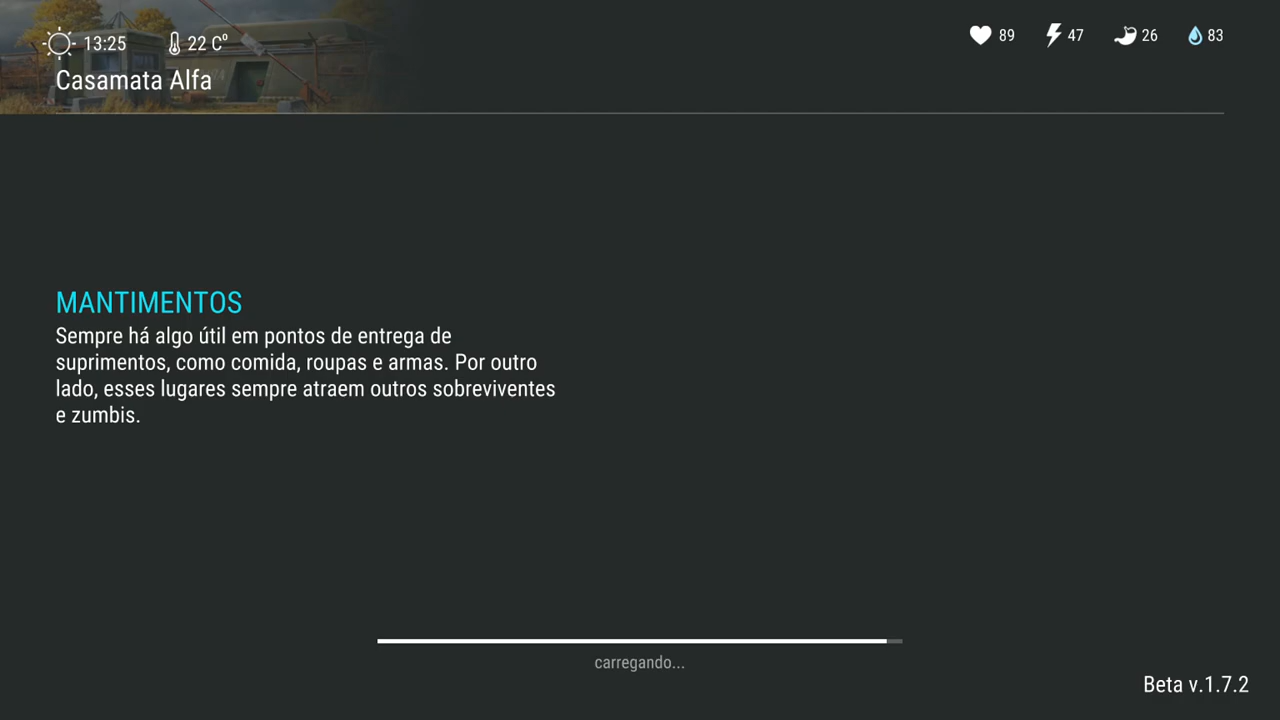 13:25 22 Cº
Casamata Alfa
89 47 26 83
MANTIMENTOS
Sempre há algo útil em pontos de entrega de
suprimentos, como comida, roupas e armas. Por outro
lado, esses lugares sempre atraem outros sobreviventes
e zumbis.
carregando...
Beta v.1.7.2